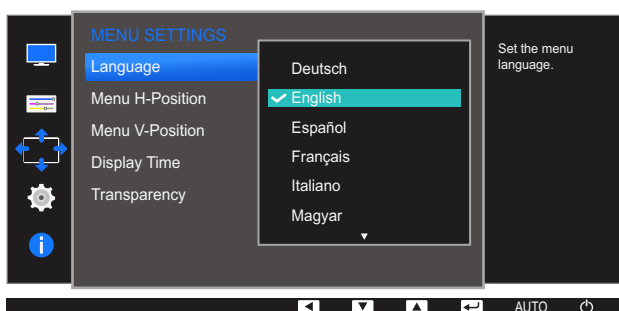 MENU SETTINGS
Language
Menu H-Position
Menu V-Position
Display Time
Transparency
Deutsch
English
Español
Français
Italiano
Magyar
Set the menu
language.
AUTO